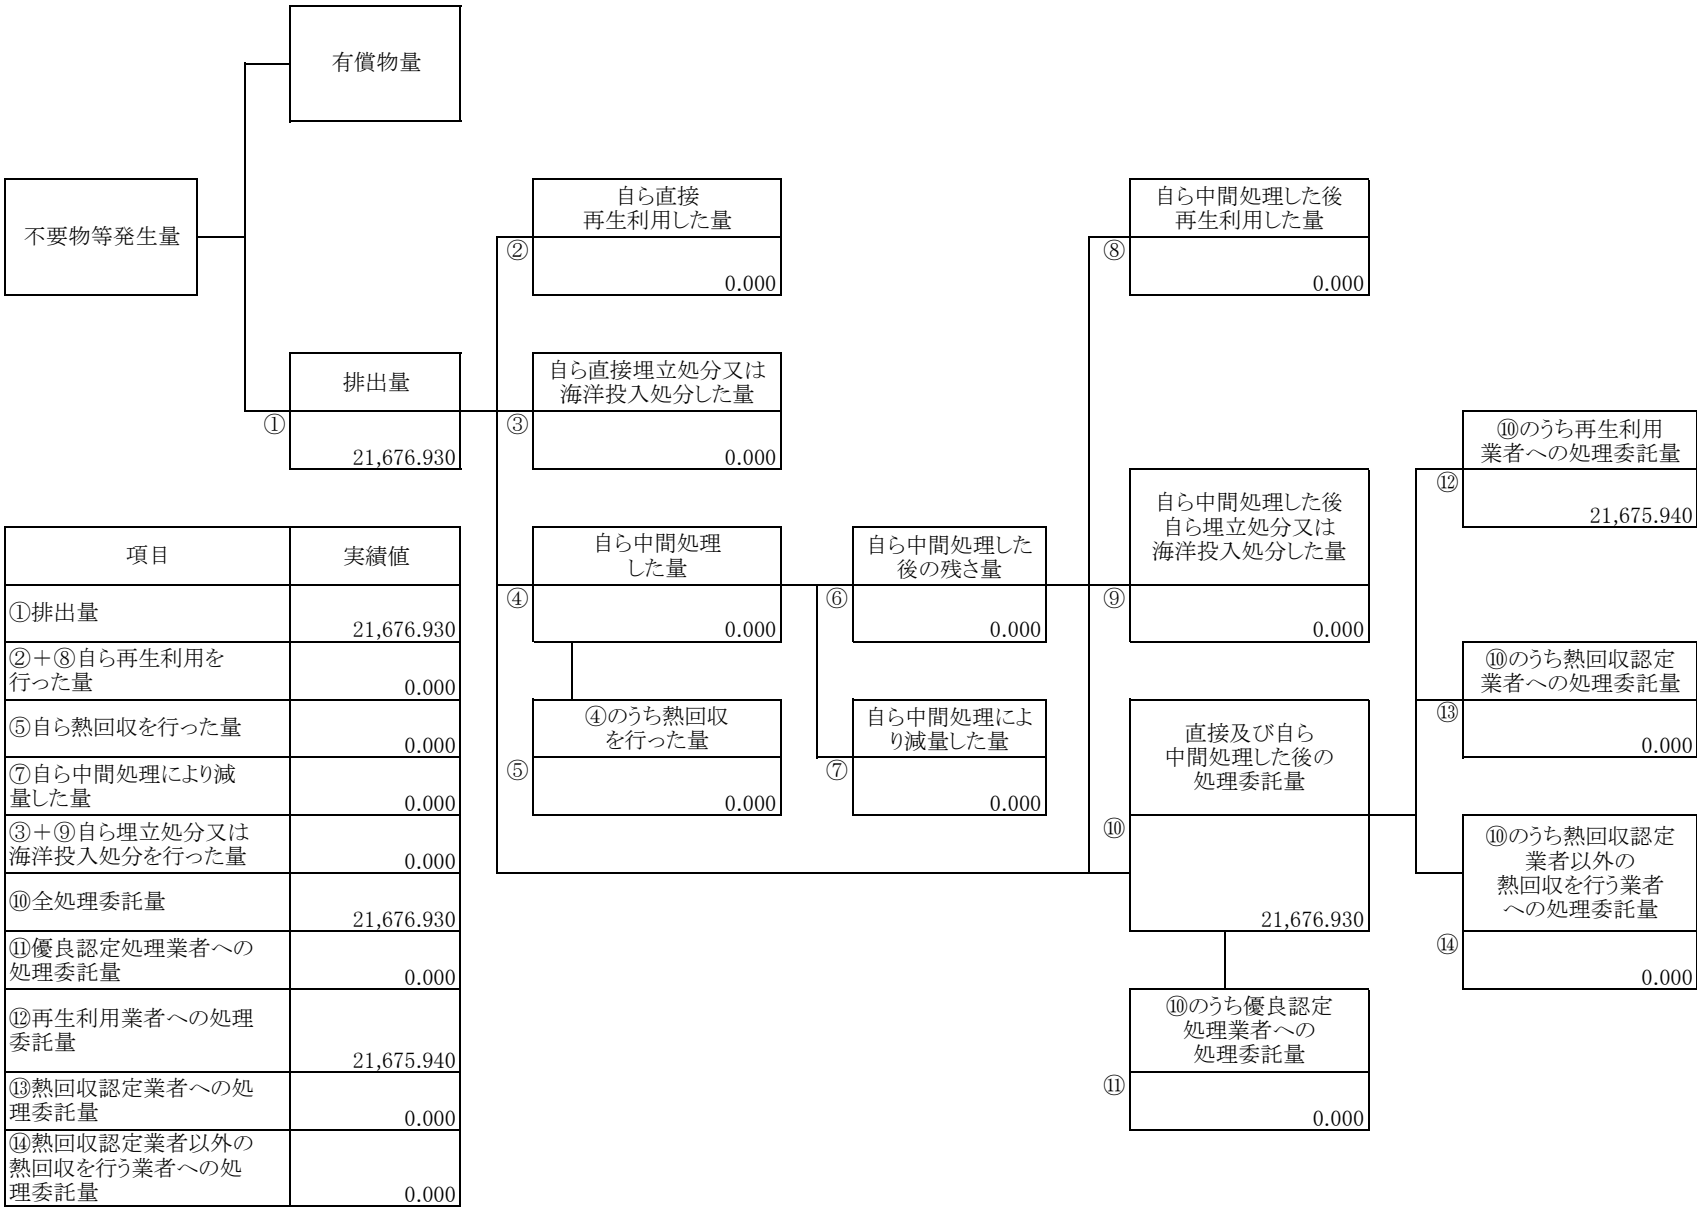 有償物量
不要物等発生量
排出量
①
21,676.930
自ら直接
再生利用した量
②
0.000
自ら直接埋立処分又は
海洋投入処分した量
③
0.000
自ら中間処理
した量
④
0.000
④のうち熱回収
を行った量
⑤
0.000
自ら中間処理した
後の残さ量
⑥
0.000
自ら中間処理によ
り減量した量
⑦
0.000
自ら中間処理した後
再生利用した量
⑧
0.000
自ら中間処理した後
自ら埋立処分又は
海洋投入処分した量
⑨
0.000
直接及び自ら
中間処理した後の
処理委託量
⑩
21,676.930
⑩のうち優良認定
処理業者への
処理委託量
⑪
0.000
⑩のうち再生利用
業者への処理委託量
⑫
21,675.940
⑩のうち熱回収認定
業者への処理委託量
⑬
0.000
⑩のうち熱回収認定
業者以外の
熱回収を行う業者
への処理委託量
⑭
0.000
項目 実績値
①排出量
21,676.930
②＋⑧自ら再生利用を
行った量 0.000
⑤自ら熱回収を行った量
0.000
⑦自ら中間処理により減
量した量 0.000
③＋⑨自ら埋立処分又は
海洋投入処分を行った量 0.000
⑩全処理委託量
21,676.930
⑪優良認定処理業者への
処理委託量 0.000
⑫再生利用業者への処理
委託量
21,675.940
⑬熱回収認定業者への処
理委託量 0.000
⑭熱回収認定業者以外の
熱回収を行う業者への処
理委託量 0.000